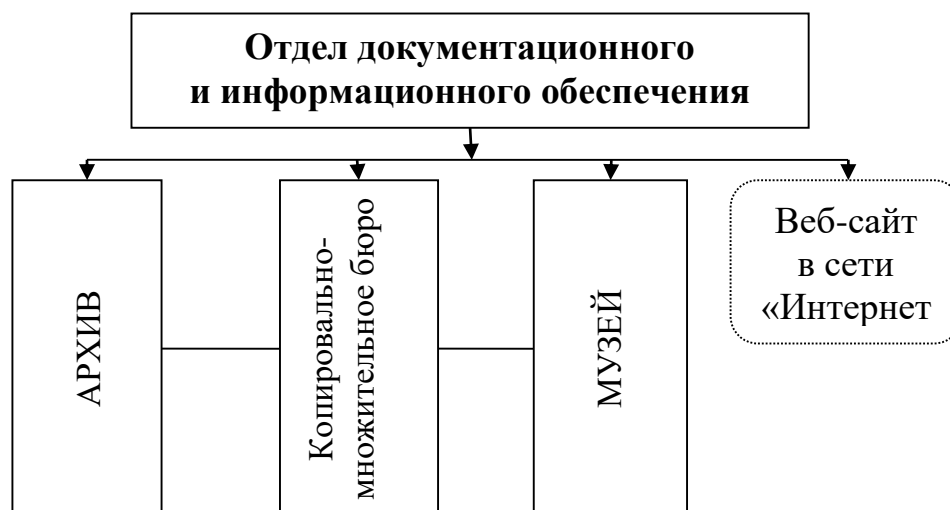 Отдел документационного
и информационного обеспечения
АРХИВ
Копировально-
множительное бюро
МУЗЕЙ
Веб-сайт
в сети
«Интернет